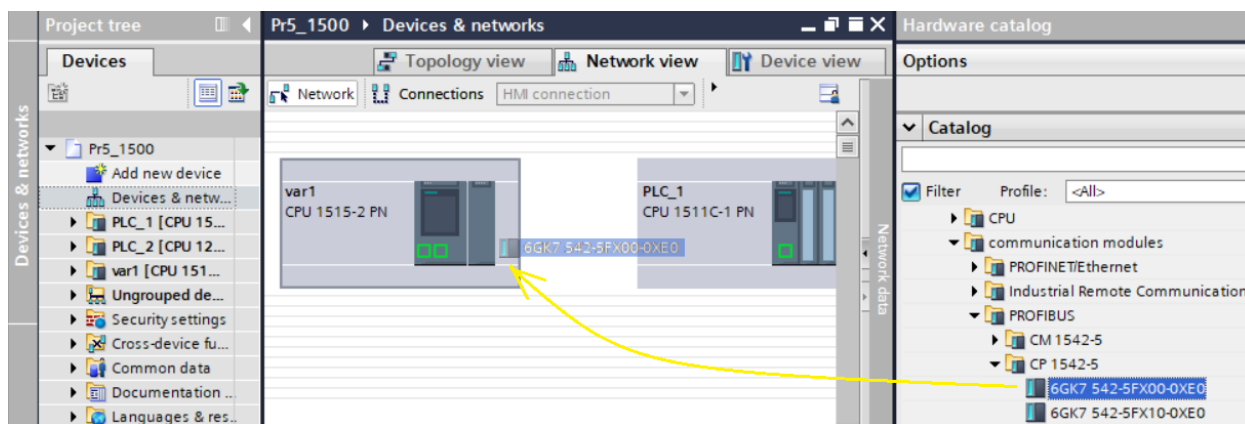 Project tree
Pr5_1500 ▸ Devices & networks
Hardware catalog
Devices
Topology view
Network view
Device view
Options
Network
Connections
HMI connection
Catalog
Devices & networks
Pr5_1500
Add new device
Devices & netw...
PLC_1 [CPU 15...
PLC_2 [CPU 12...
var1 [CPU 151...
Ungrouped de...
Security settings
Cross-device fu...
Common data
Documentation ...
Languages & res..
var1
CPU 1515-2 PN
6GK7 542-5FX00-0XE0
PLC_1
CPU 1511C-1 PN
Network data
Filter
Profile:
<All>
CPU
communication modules
PROFINET/Ethernet
Industrial Remote Communication
PROFIBUS
CM 1542-5
CP 1542-5
6GK7 542-5FX00-0XE0
6GK7 542-5FX10-0XE0